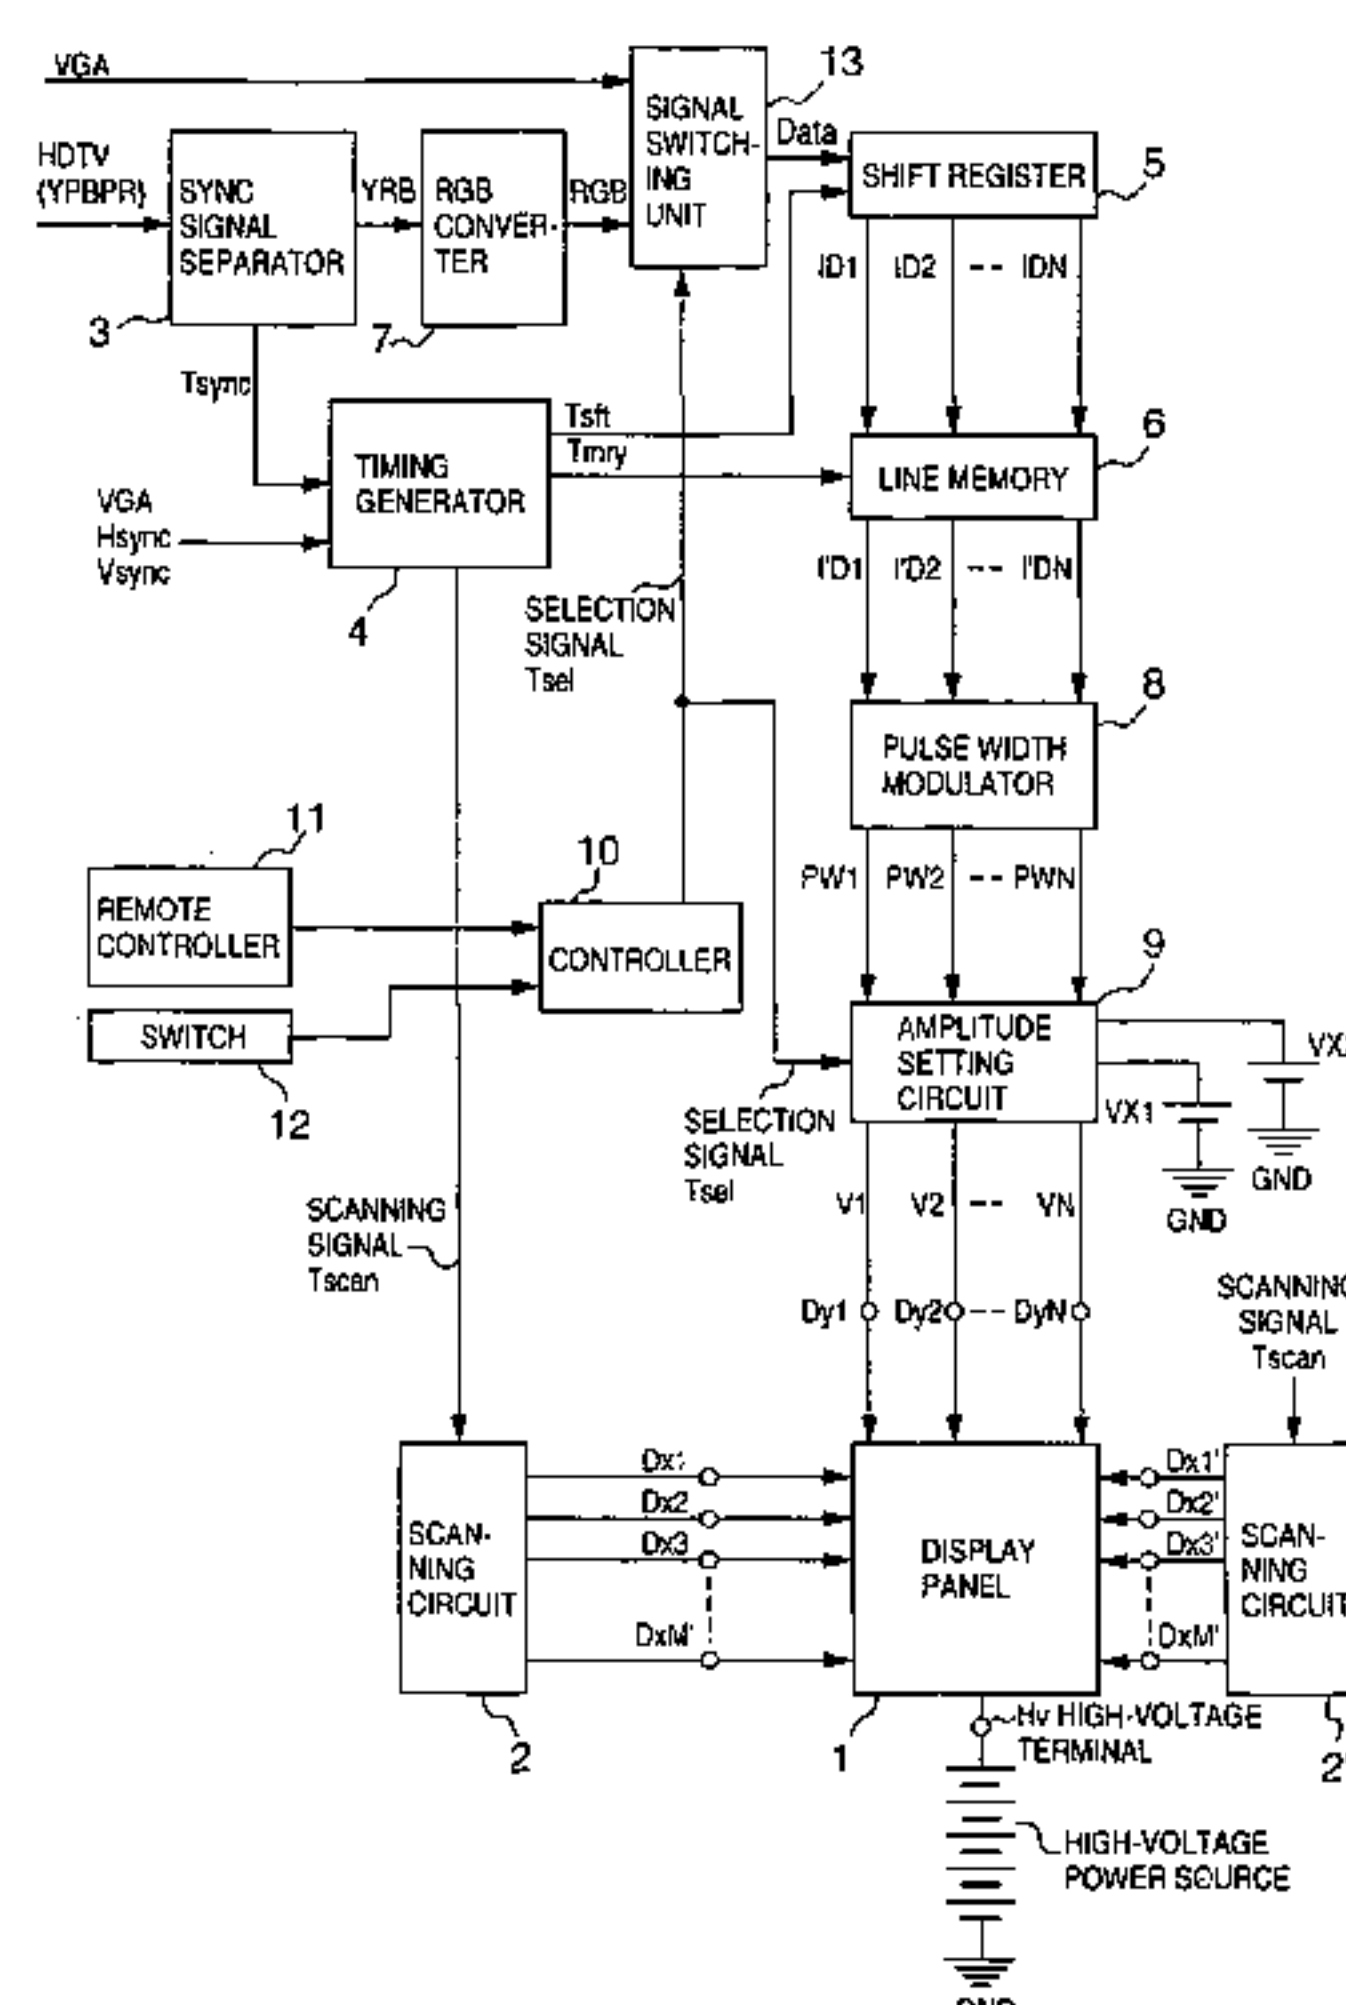 VGA
HDTV
(YPBPR)
SYNC
SIGNAL
SEPARATOR
3
YRB
RGB
CONVER-
TER
7
RGB
SIGNAL
SWITCH-
ING
UNIT
13
Data
SHIFT REGISTER
5
ID1 ID2 -- IDN
Tsync
VGA
Hsync
Vsync
TIMING
GENERATOR
4
Tsft
Tmry
LINE MEMORY
6
I'D1 I'D2 -- I'DN
SELECTION
SIGNAL
Tsel
PULSE WIDTH
MODULATOR
8
PW1 PW2 -- PWN
11
REMOTE
CONTROLLER
SWITCH
12
10
CONTROLLER
AMPLITUDE
SETTING
CIRCUIT
9
VX1
GND
GND
SELECTION
SIGNAL
Tsel
V1 V2 -- VN
SCANNING
SIGNAL
Tscan
Dy1 Dy2 -- DyN
SIGNAL
Tscan
SCAN-
NING
CIRCUIT
2
Dx1
Dx2
Dx3
DxM'
DISPLAY
PANEL
1
Dx1'
Dx2'
Dx3'
DxM'
SCAN-
NING
CIRCUIT
Hv HIGH-VOLTAGE
TERMINAL
HIGH-VOLTAGE
POWER SOURCE